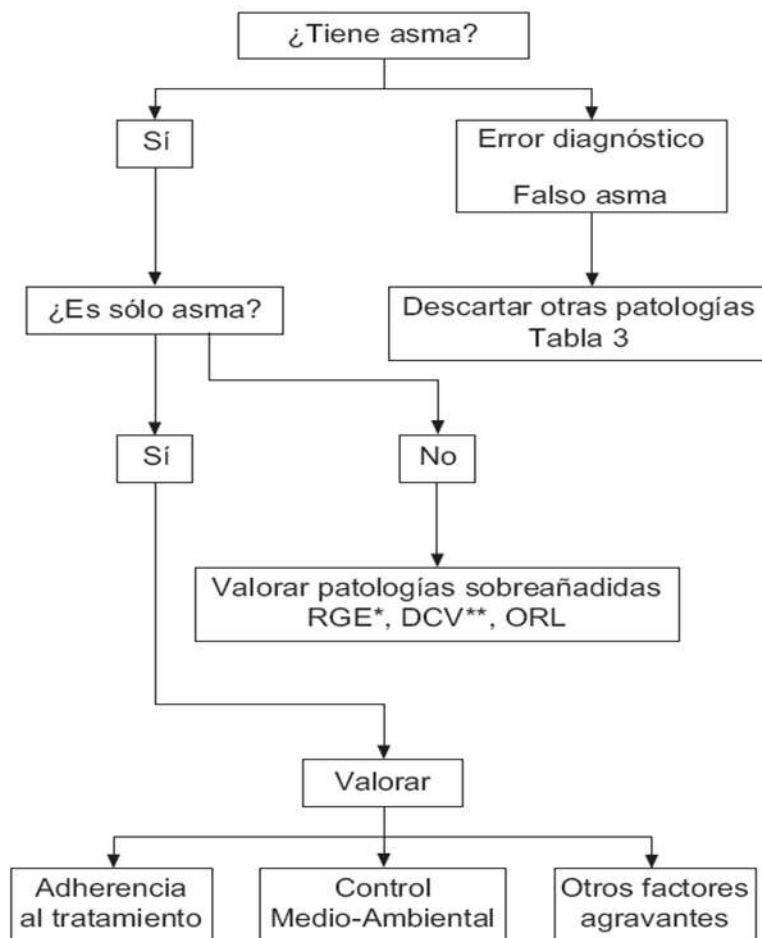 ¿Tiene asma?
Sí
Error diagnóstico
Falso asma
¿Es sólo asma?
Descartar otras patologías
Tabla 3
Sí
No
Valorar patologías sobreañadidas
RGE*, DCV**, ORL
Valorar
Adherencia
al tratamiento
Control
Medio-Ambiental
Otros factores
agravantes